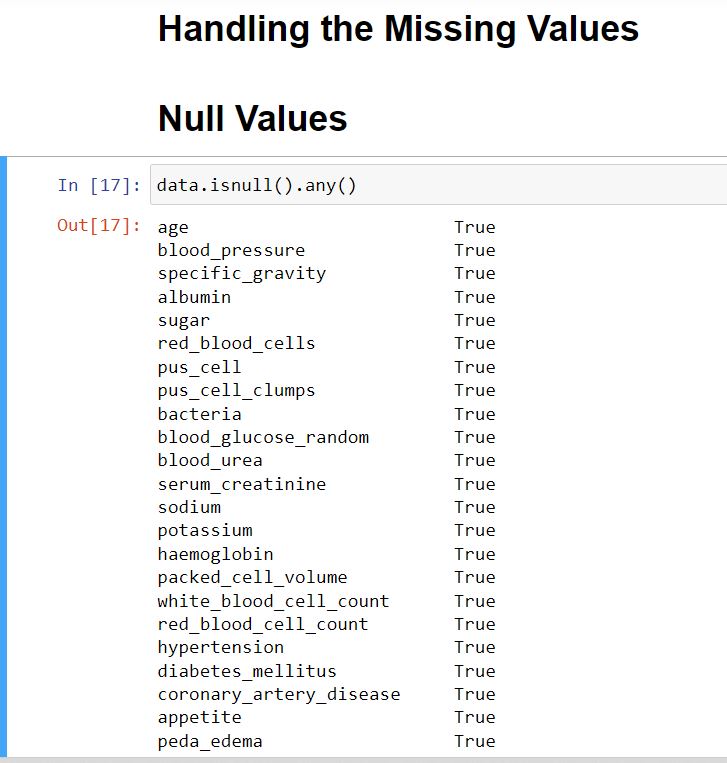 Handling the Missing Values
Null Values
In [17]: data.isnull().any()
Out[17]: age True
blood_pressure True
specific_gravity True
albumin True
sugar True
red_blood_cells True
pus_cell True
pus_cell_clumps True
bacteria True
blood_glucose_random True
blood_urea True
serum_creatinine True
sodium True
potassium True
haemoglobin True
packed_cell_volume True
white_blood_cell_count True
red_blood_cell_count True
hypertension True
diabetes_mellitus True
coronary_artery_disease True
appetite True
peda_edema True